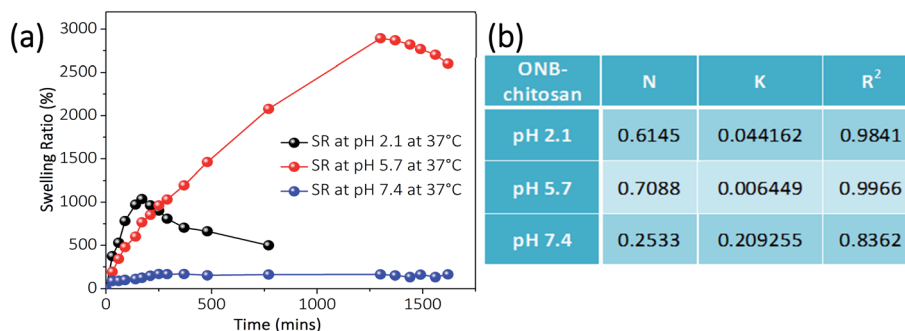 (a)
3000
2500
2000
1500
1000
500
0
Swelling Ratio (%)
SR at pH 2.1 at 37°C
SR at pH 5.7 at 37°C
SR at pH 7.4 at 37°C
0 500 1000 1500
Time (mins)
(b)
ONB-
chitosan N K R²
pH 2.1 0.6145 0.044162 0.9841
pH 5.7 0.7088 0.006449 0.9966
pH 7.4 0.2533 0.209255 0.8362